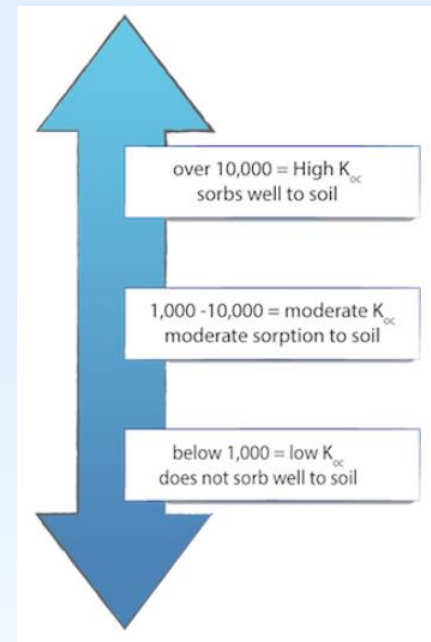 over 10,000 = High Koc
sorbs well to soil
1,000 -10,000 = moderate Koc
moderate sorption to soil
below 1,000 = low Koc
does not sorb well to soil